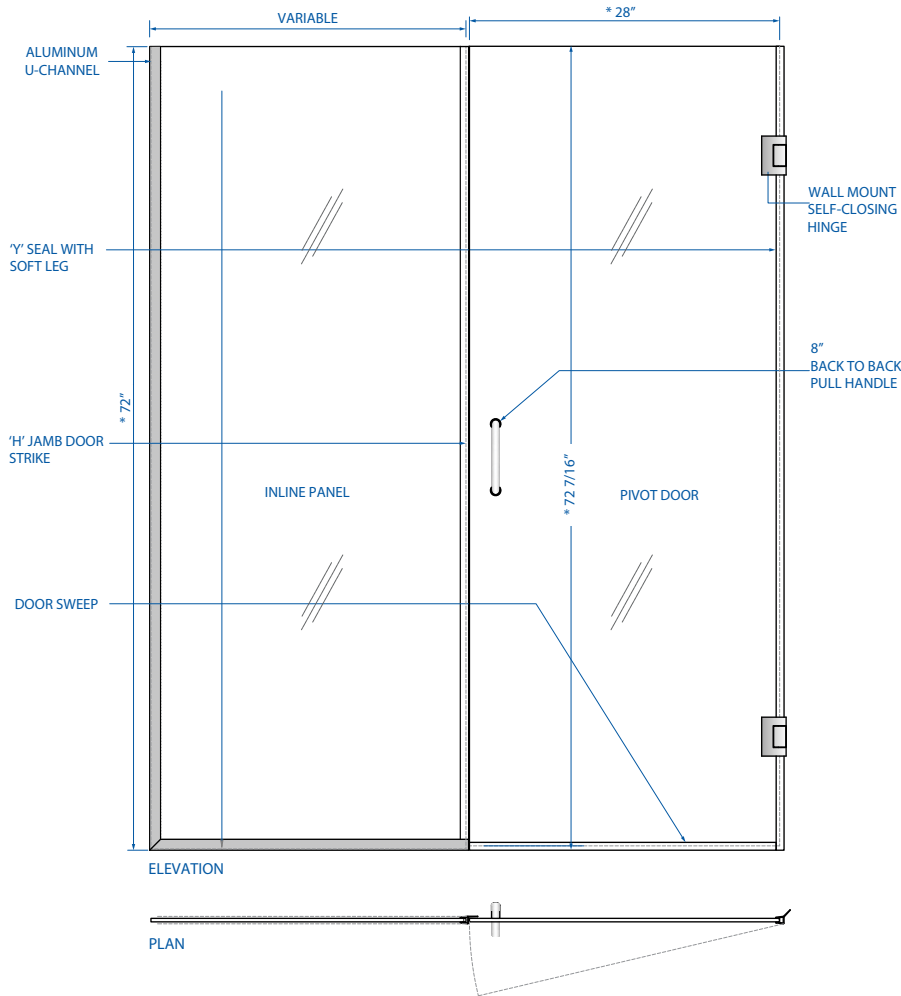 VARIABLE
* 28”
ALUMINUM
U-CHANNEL
WALL MOUNT
SELF-CLOSING
HINGE
‘Y’ SEAL WITH
SOFT LEG
8”
BACK TO BACK
PULL HANDLE
* 72”
‘H’ JAMB DOOR
STRIKE
* 72 7/16”
INLINE PANEL
PIVOT DOOR
DOOR SWEEP
ELEVATION
PLAN